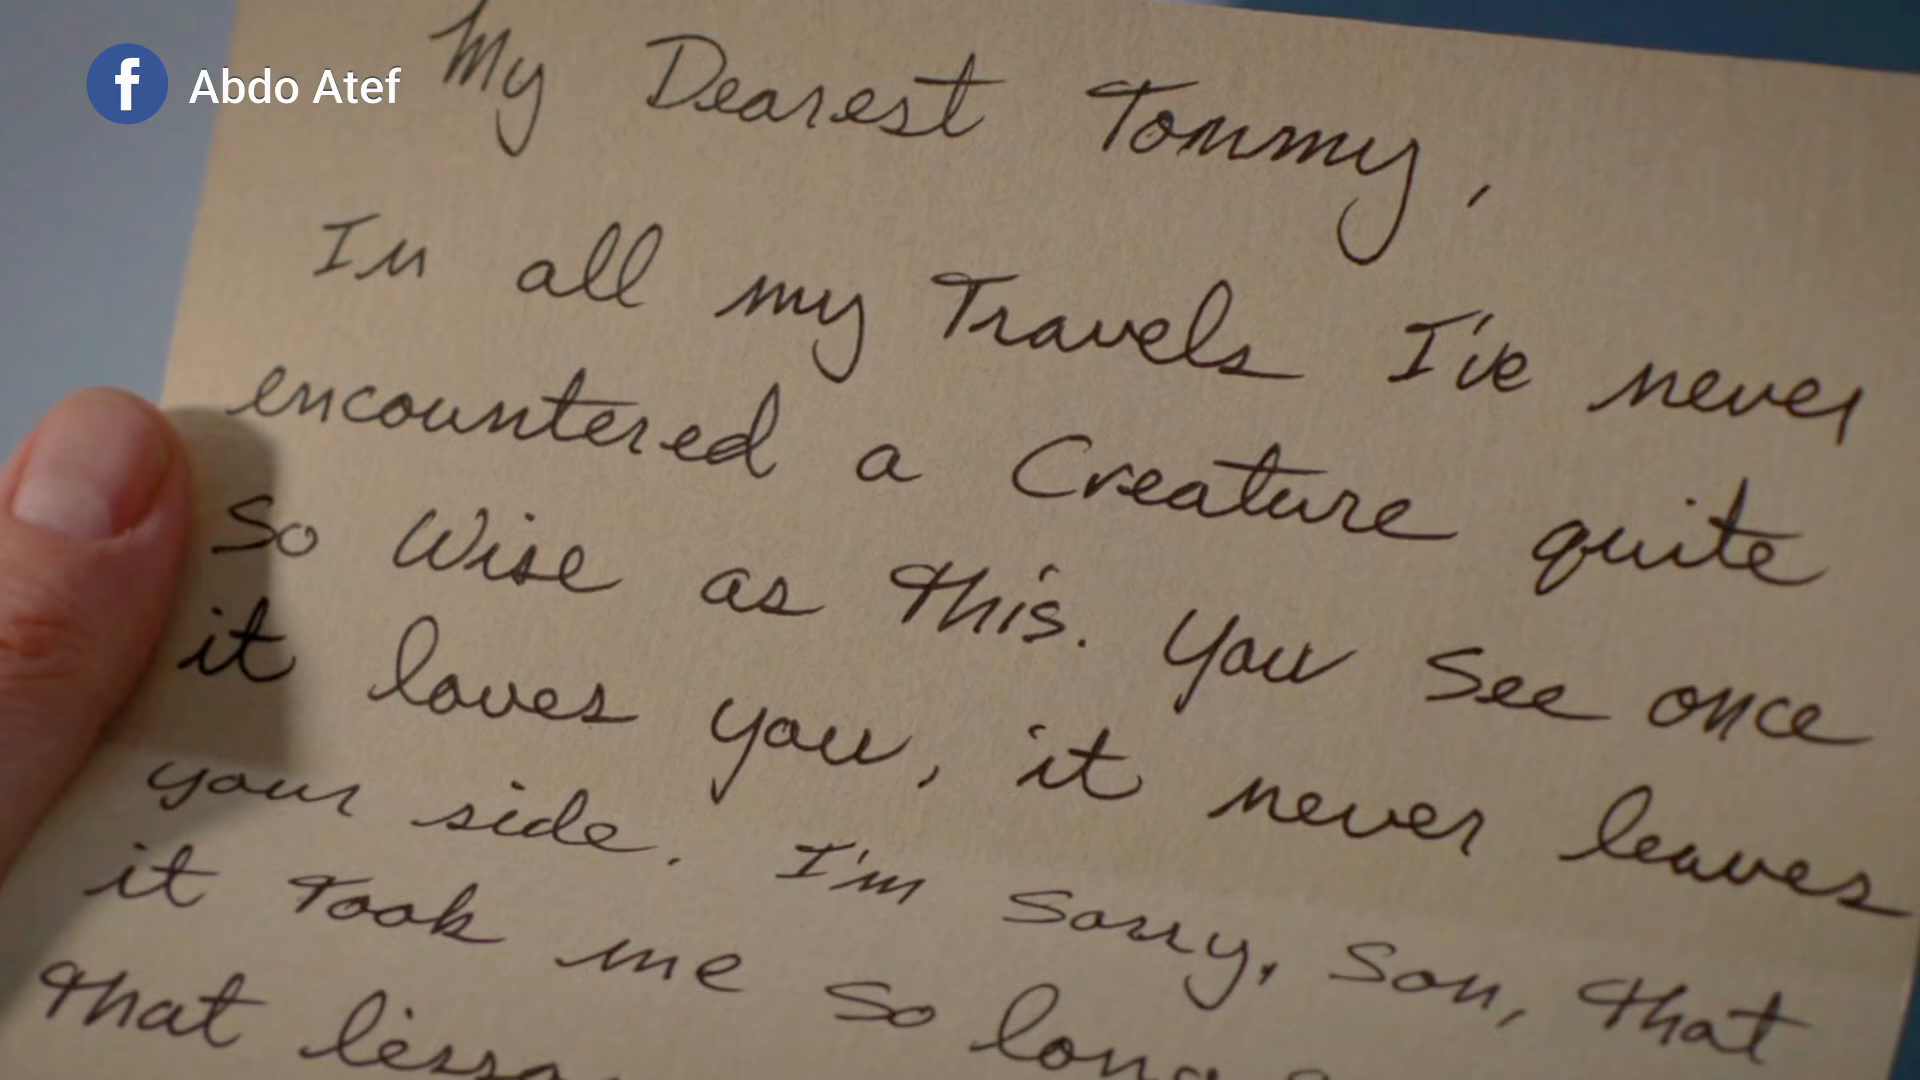 Abdo Atef
My Dearest Tommy,
In all my Travels I've never
encountered a Creature quite
So Wise as this. You See once
it loves you, it never leaves
your side. I'm Sorry, Son, that
it Took me So long
that